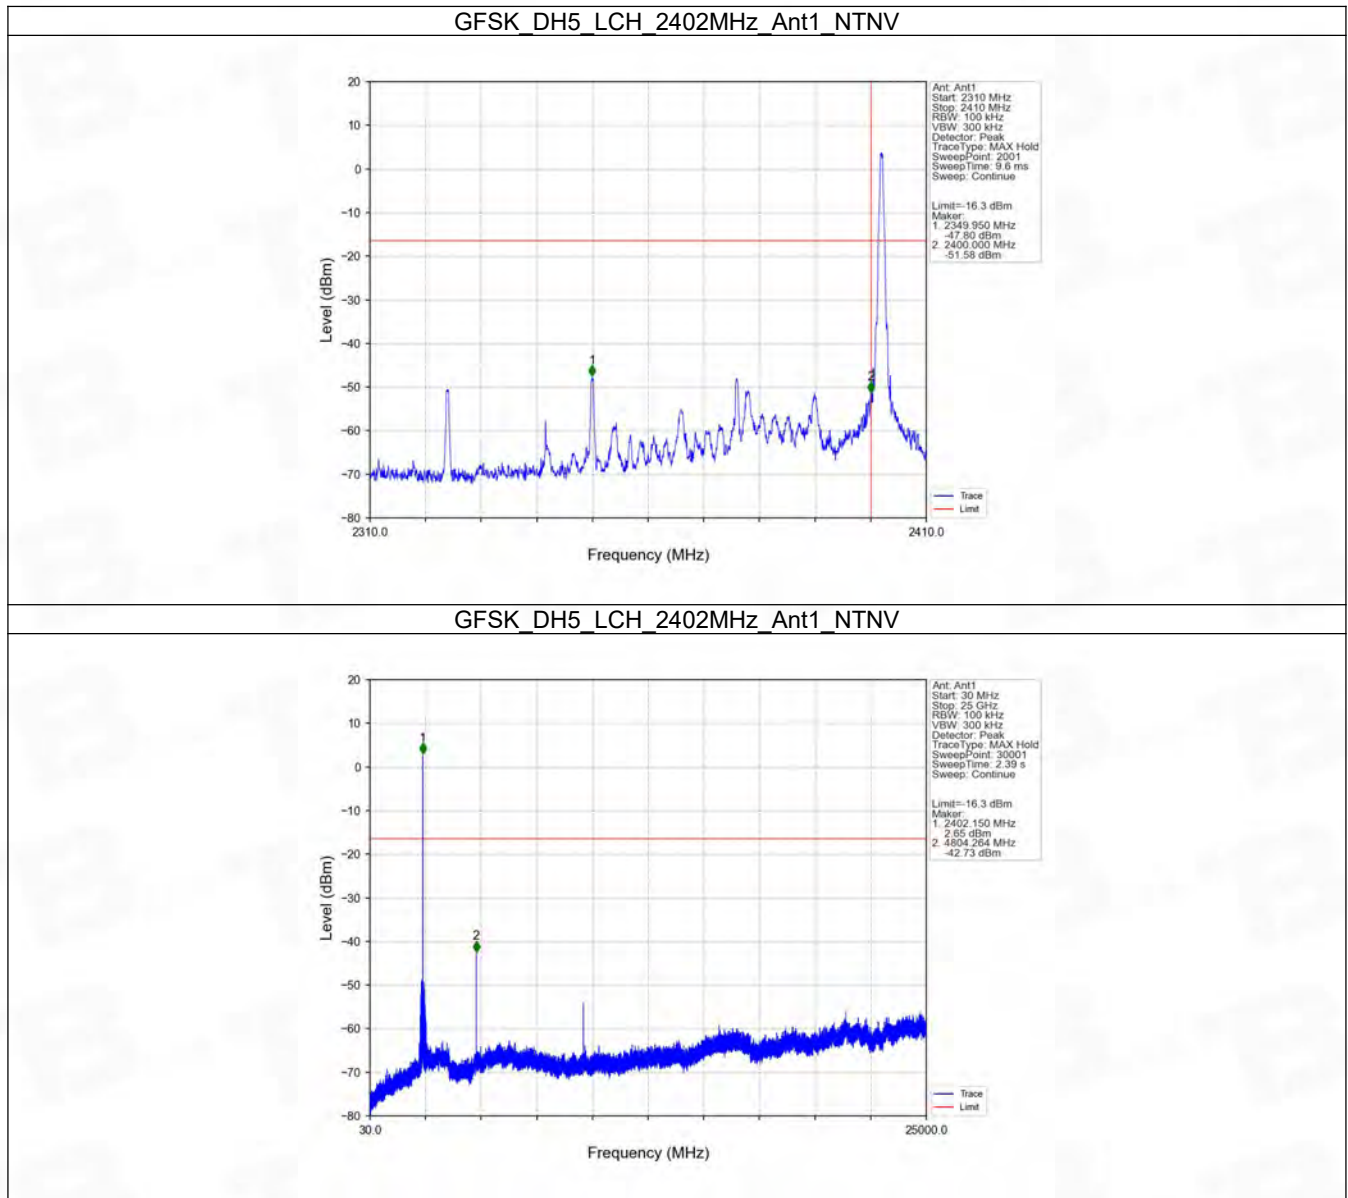 GFSK_DH5_LCH_2402MHz_Ant1_NTNV
20
10
0
−10
−20
−30
−40
−50
−60
−70
−80
Level (dBm)
2310.0
2410.0
Frequency (MHz)
1
2
Ant: Ant1
Start: 2310 MHz
Stop: 2410 MHz
RBW: 100 kHz
VBW: 300 kHz
Detector: Peak
TraceType: MAX Hold
SweepPoint: 2001
SweepTime: 9.6 ms
Sweep: Continue
Limit=-16.3 dBm
Maker:
1. 2349.950 MHz
-47.80 dBm
2. 2400.000 MHz
-51.58 dBm
Trace
Limit
GFSK_DH5_LCH_2402MHz_Ant1_NTNV
20
10
0
−10
−20
−30
−40
−50
−60
−70
−80
Level (dBm)
30.0
25000.0
Frequency (MHz)
1
2
Ant: Ant1
Start: 30 MHz
Stop: 25 GHz
RBW: 100 kHz
VBW: 300 kHz
Detector: Peak
TraceType: MAX Hold
SweepPoint: 30001
SweepTime: 2.39 s
Sweep: Continue
Limit=-16.3 dBm
Maker:
1. 2402.150 MHz
2.65 dBm
2. 4804.264 MHz
-42.73 dBm
Trace
Limit